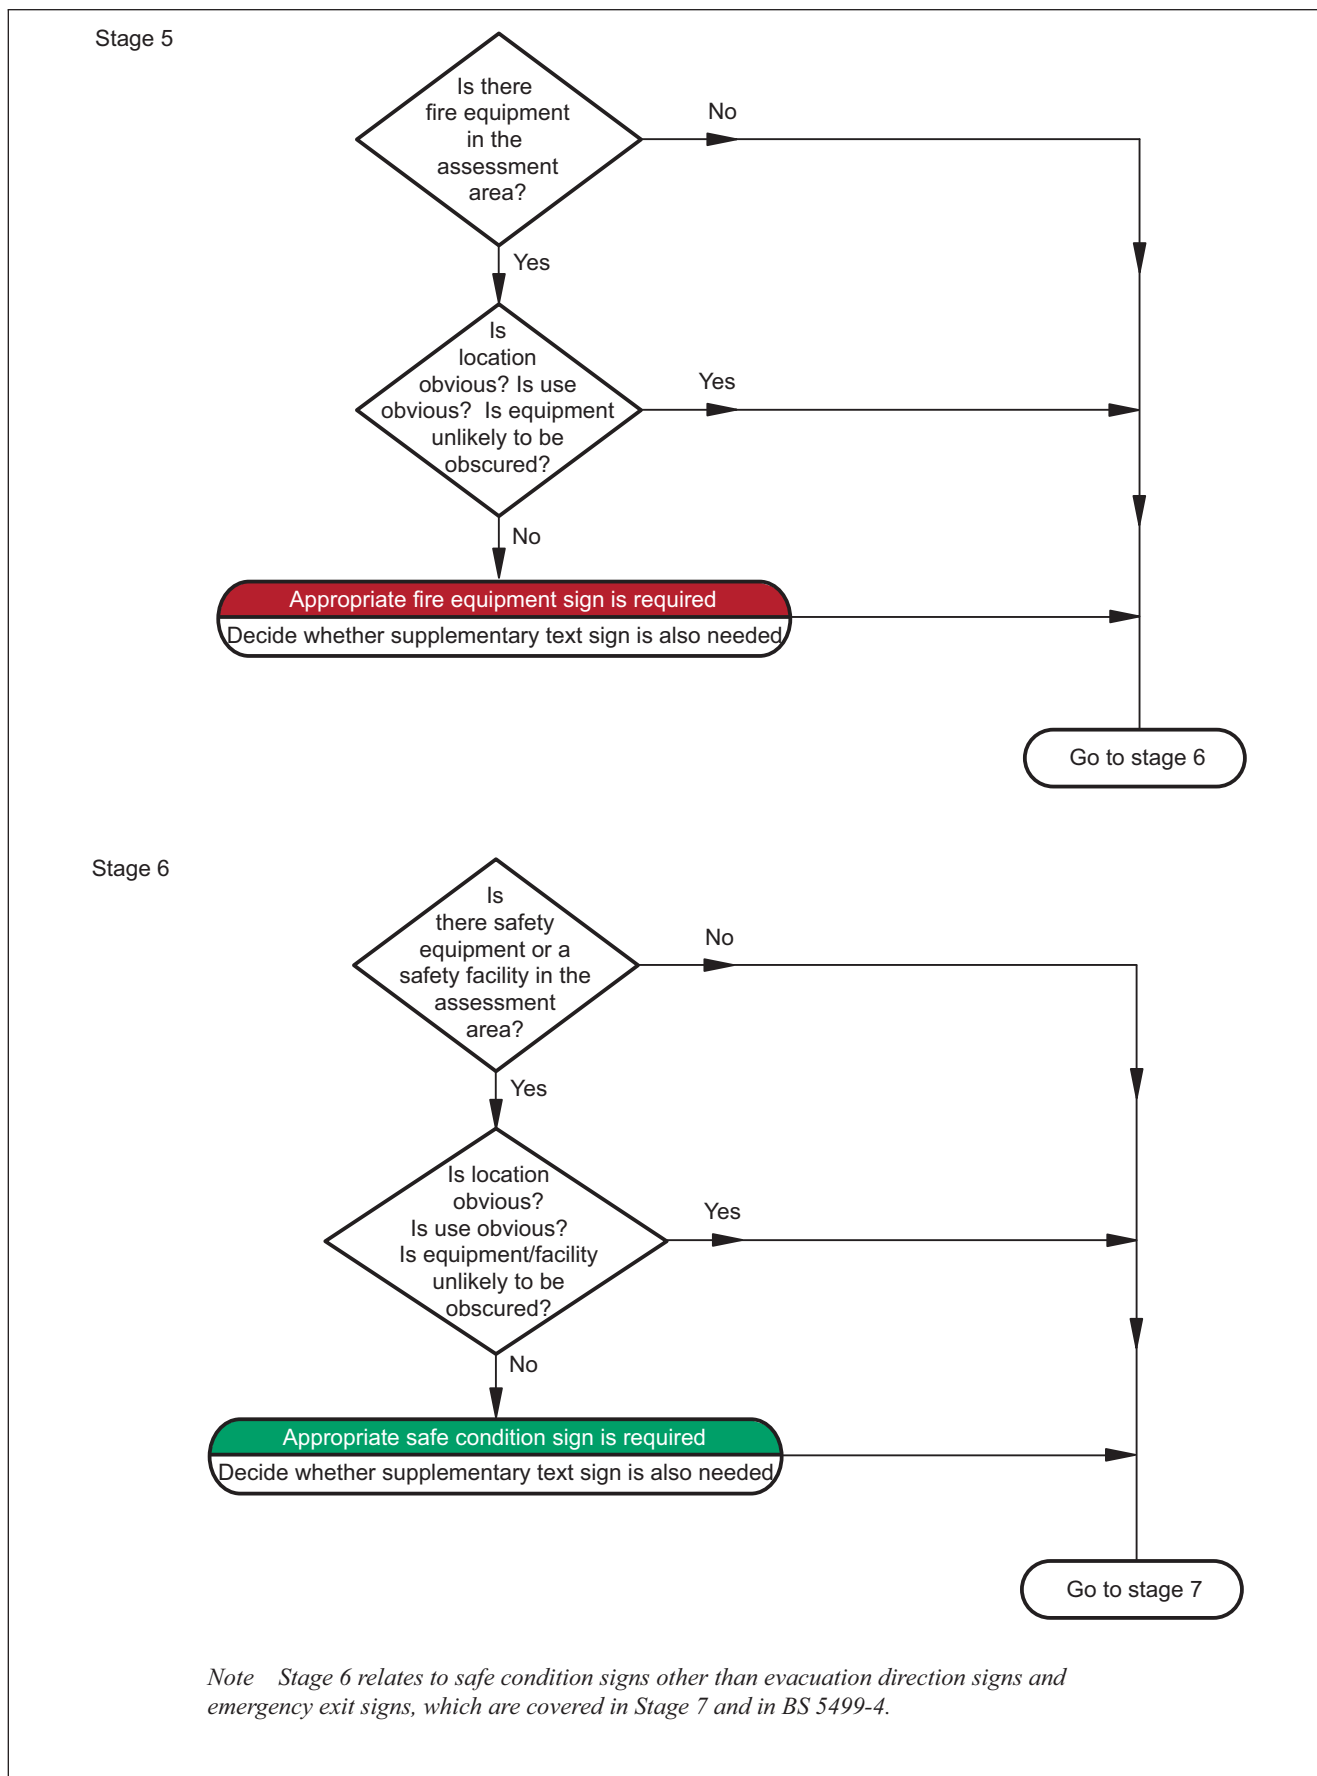 Stage 5
Is there
fire equipment
in the
assessment
area?
No
Yes
Is
location
obvious? Is use
obvious?  Is equipment
unlikely to be
obscured?
Yes
No
Appropriate fire equipment sign is required
Decide whether supplementary text sign is also needed
Go to stage 6
Stage 6
Is
there safety
equipment or a
safety facility in the
assessment
area?
No
Yes
Is location
obvious?
Is use obvious?
Is equipment/facility
unlikely to be
obscured?
Yes
No
Appropriate safe condition sign is required
Decide whether supplementary text sign is also needed
Go to stage 7
Note    Stage 6 relates to safe condition signs other than evacuation direction signs and
emergency exit signs, which are covered in Stage 7 and in BS 5499-4.